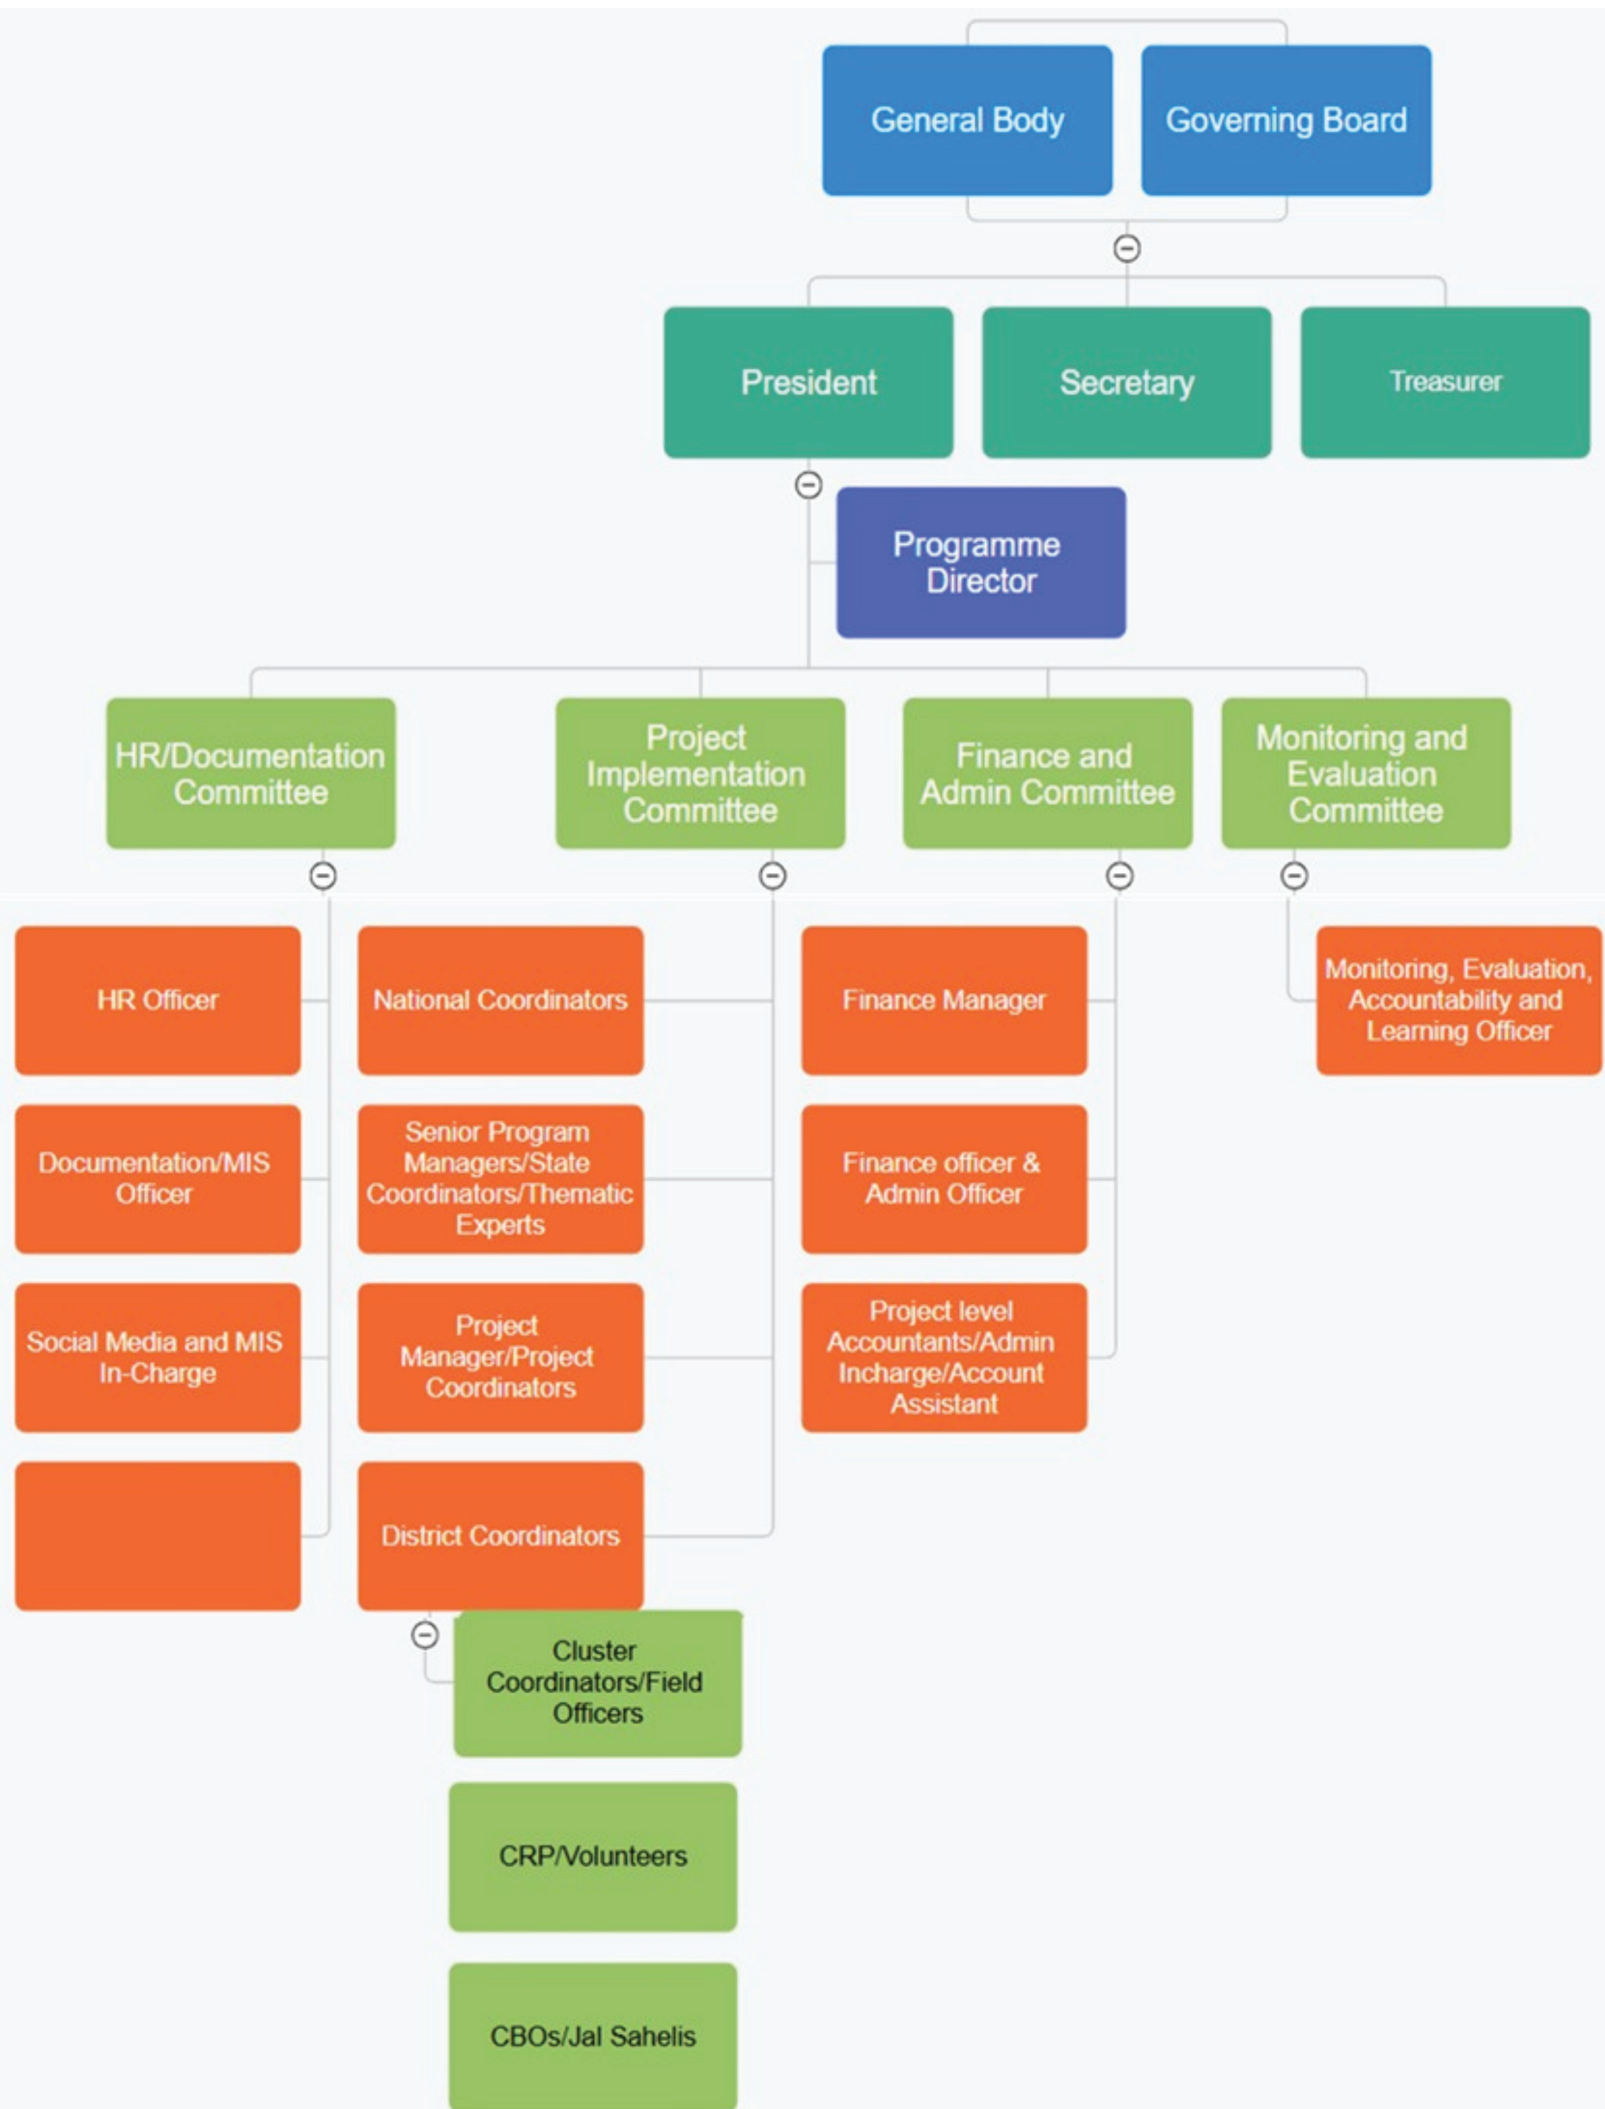 General Body
Governing Board
President
Secretary
Treasurer
Programme
Director
HR/Documentation
Committee
Project
Implementation
Committee
Finance and
Admin Committee
Monitoring and
Evaluation
Committee
HR Officer
National Coordinators
Finance Manager
Monitoring, Evaluation,
Accountability and
Learning Officer
Documentation/MIS
Officer
Senior Program
Managers/State
Coordinators/Thematic
Experts
Finance officer &
Admin Officer
Social Media and MIS
In-Charge
Project
Manager/Project
Coordinators
Project level
Accountants/Admin
Incharge/Account
Assistant
District Coordinators
Cluster
Coordinators/Field
Officers
CRP/Volunteers
CBOs/Jal Sahelis